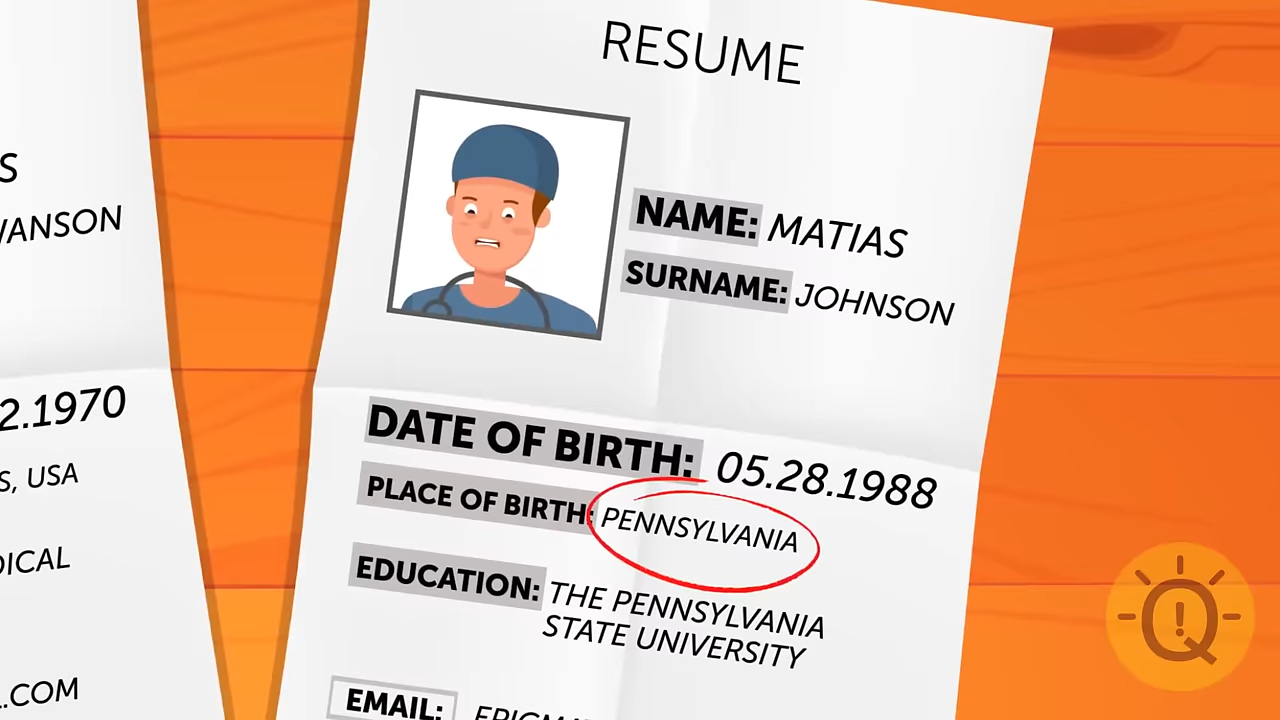 RESUME
NAME: MATIAS
SURNAME: JOHNSON
DATE OF BIRTH: 05.28.1988
PLACE OF BIRTH: PENNSYLVANIA
EDUCATION: THE PENNSYLVANIA
STATE UNIVERSITY
EMAIL:
S
WANSON
2.1970
S, USA
DICAL
.COM